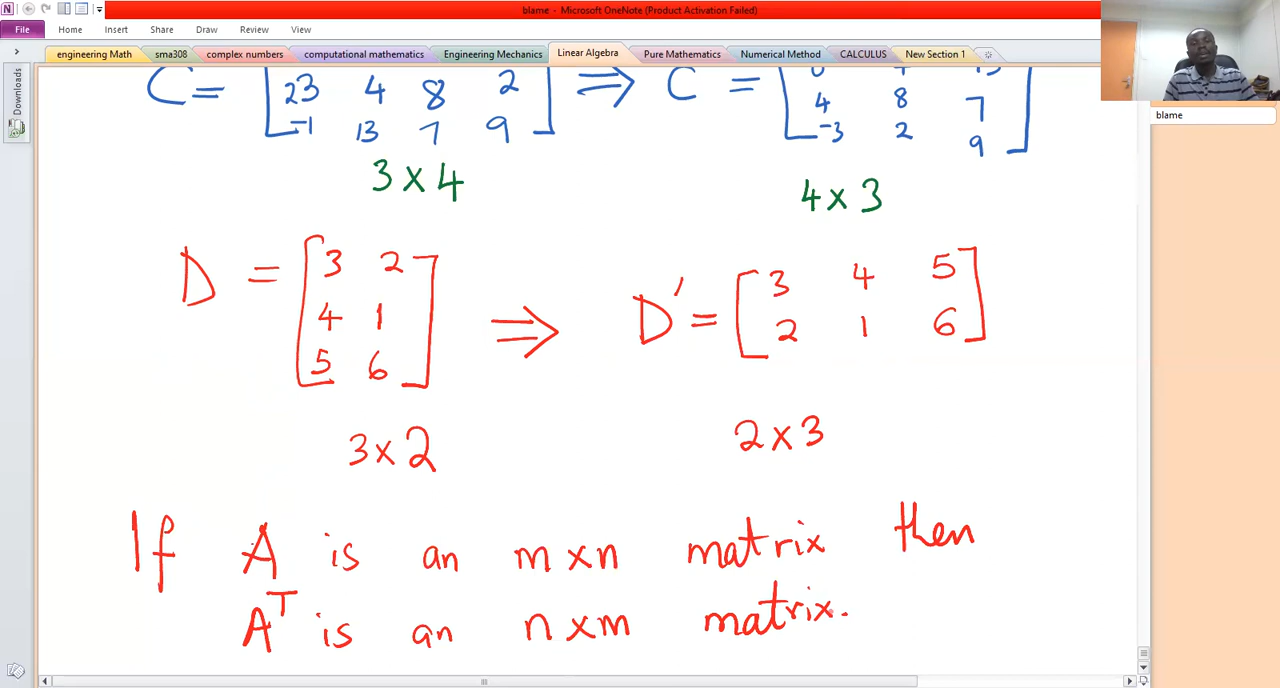 blame - Microsoft OneNote (Product Activation Failed)
File Home Insert Share Draw Review View
engineering Math sma308 complex numbers computational mathematics Engineering Mechanics Linear Algebra Pure Mathematics Numerical Method CALCULUS New Section 1
Downloads
blame
C = [ 23 4 8 2 ⇒ C =
-1 13 7 9 ] 4 8 7
-3 2 9
3 x 4 4 x 3
D = [ 3 2 ⇒ D' = [ 3 4 5
4 1 2 1 6 ]
5 6 ]
3 x 2 2 x 3
If A is an m x n matrix then
A^T is an n x m matrix.